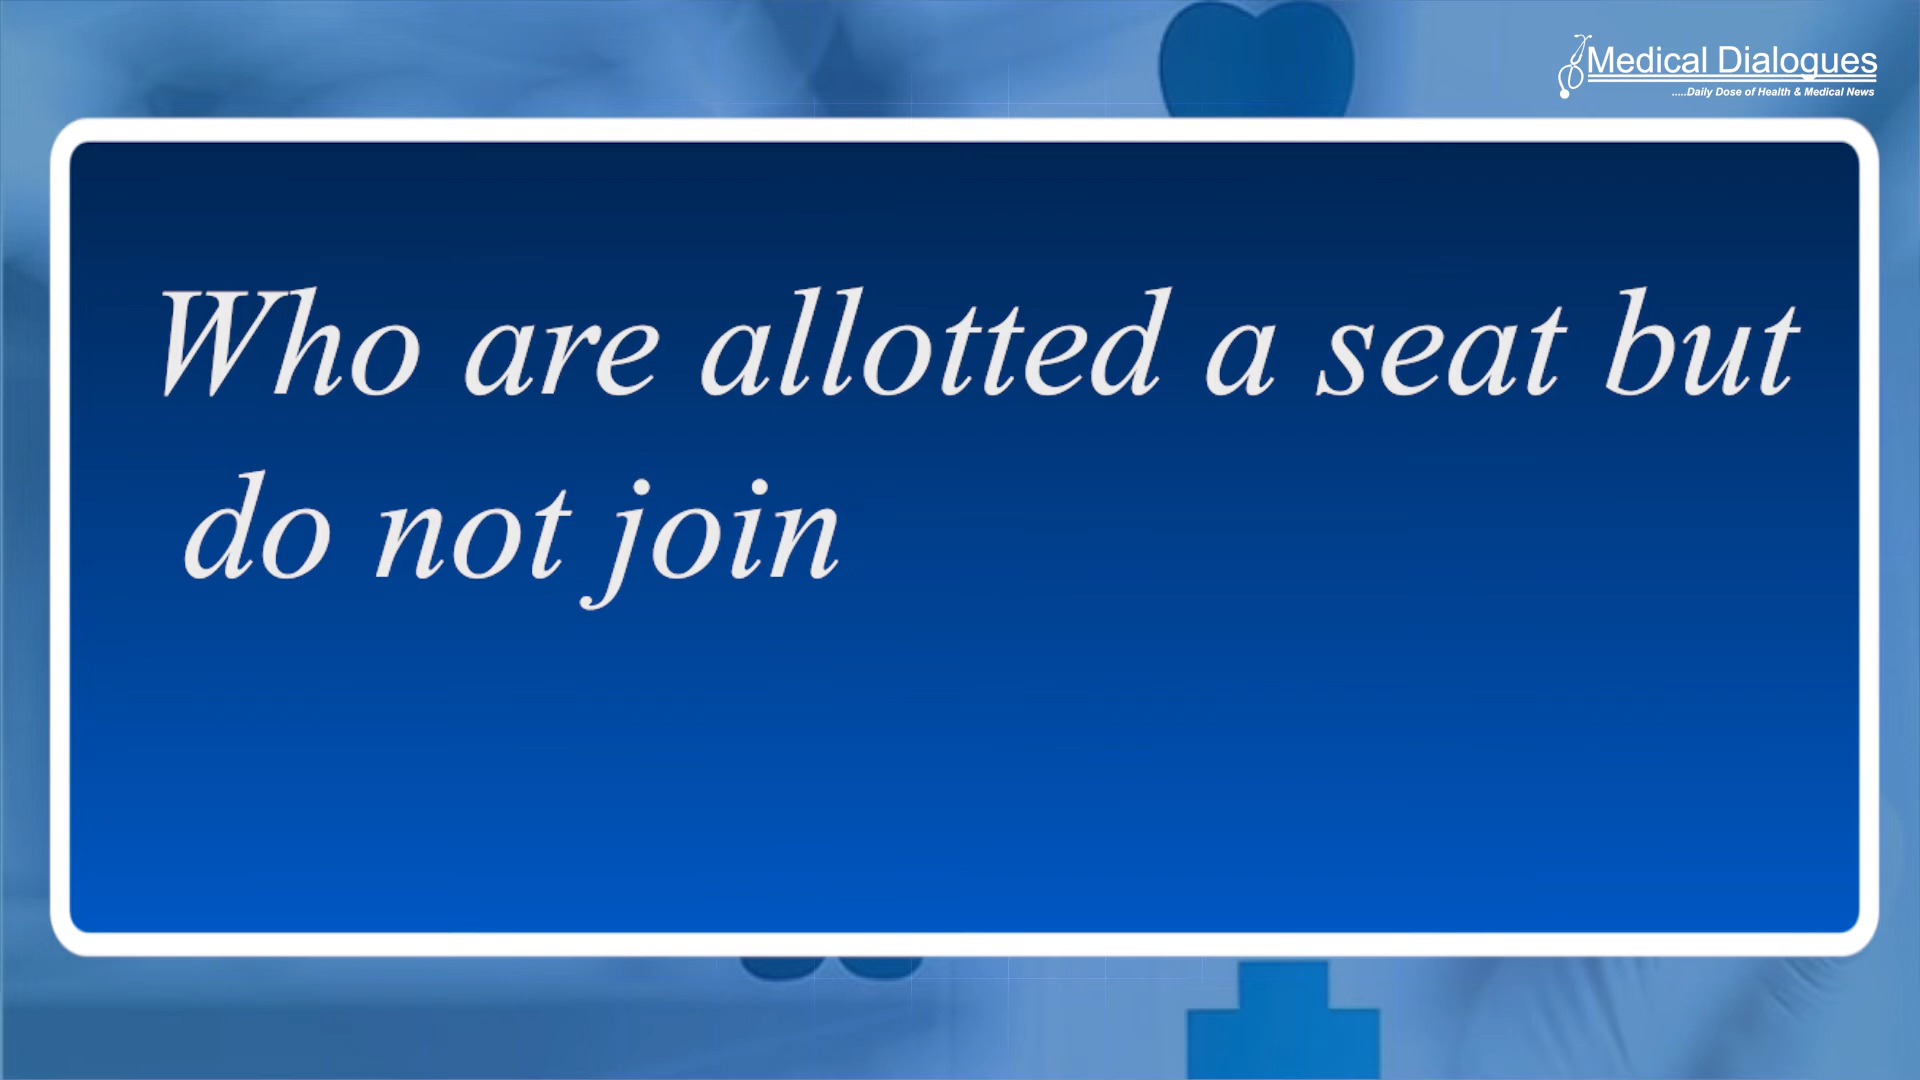 Medical Dialogues
.....Daily Dose of Health & Medical News
Who are allotted a seat but
do not join